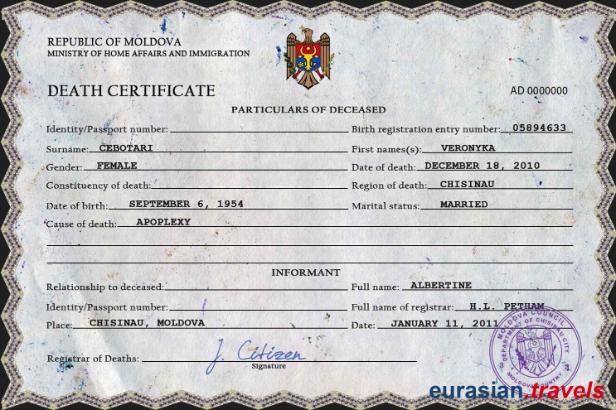 REPUBLIC OF MOLDOVA
MINISTRY OF HOME AFFAIRS AND IMMIGRATION
DEATH CERTIFICATE
AD 0000000
PARTICULARS OF DECEASED
Identity/Passport number: Birth registration entry number: 05894633
Surname: CEBOTARI First names(s): VERONYKA
Gender: FEMALE Date of death: DECEMBER 18, 2010
Constituency of death: Region of death: CHISINAU
Date of birth: SEPTEMBER 6, 1954 Marital status: MARRIED
Cause of death: APOPLEXY
INFORMANT
Relationship to deceased: Full name: ALBERTINE
Identity/Passport number: Full name of registrar: H.L. PETHAM
Place: CHISINAU, MOLDOVA Date: JANUARY 11, 2011
Registrar of Deaths: J. Citizen
Signature
MOLDOVA COUNCIL
DEPARTMENT OF CHISINAU CITY
eurasian.travels